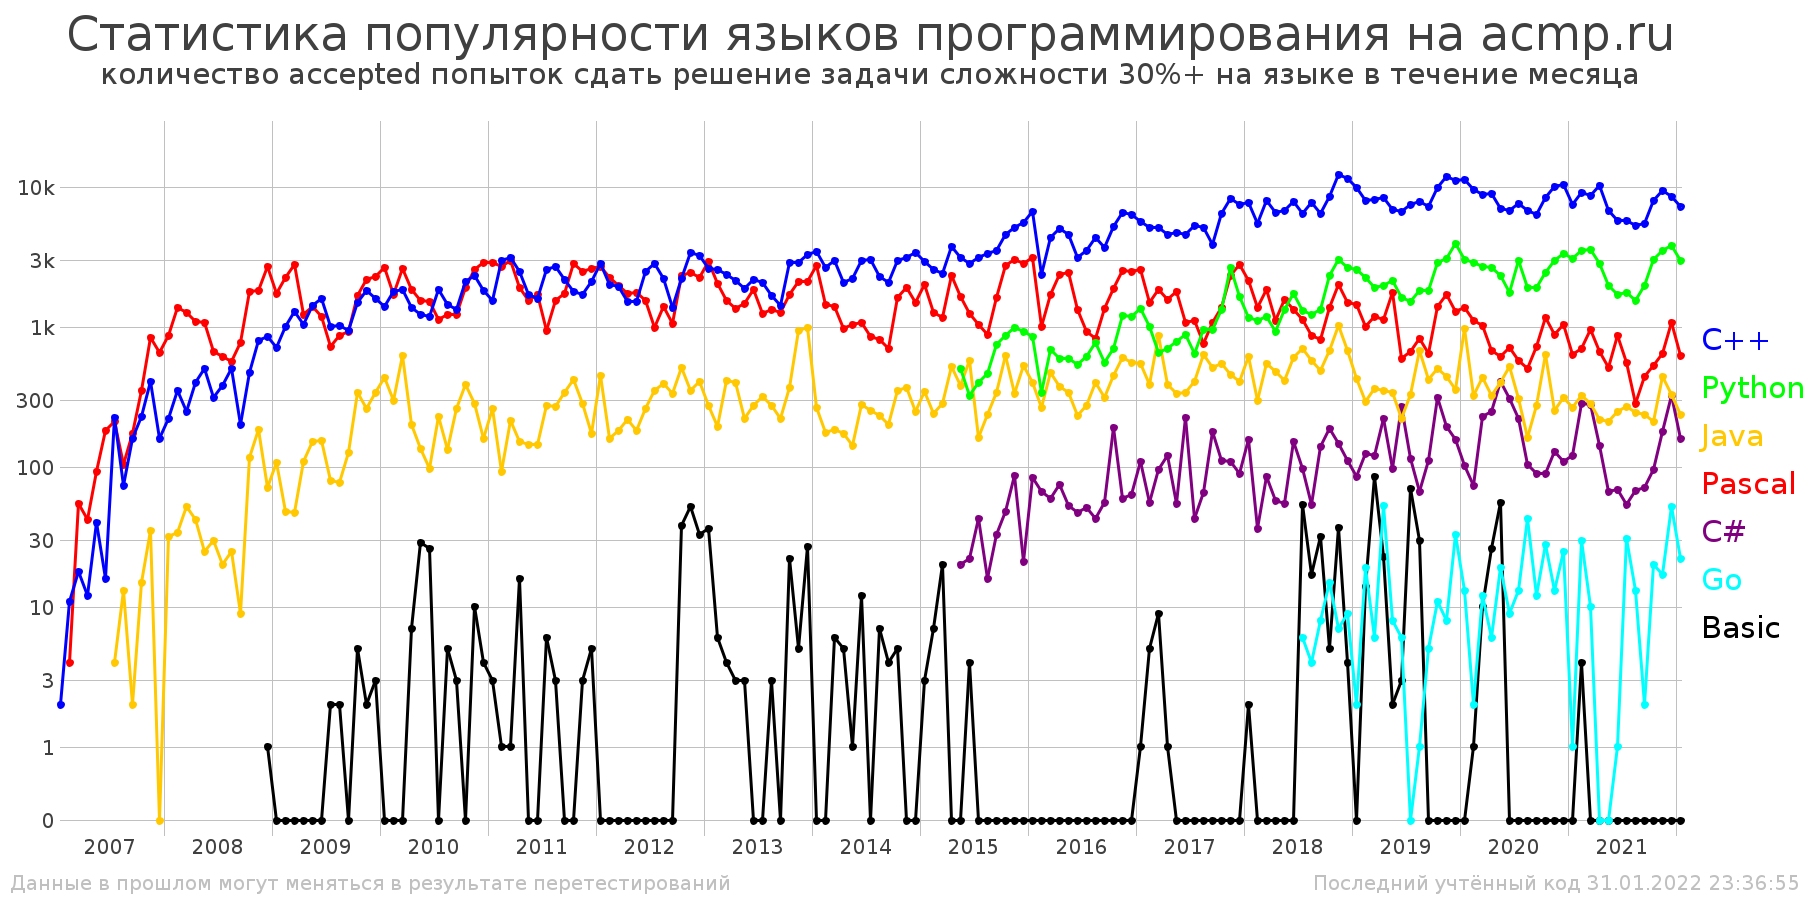 Статистика популярности языков программирования на acmp.ru
количество accepted попыток сдать решение задачи сложности 30%+ на языке в течение месяца
10k
3k
1k
300
100
30
10
3
1
0
C++
Python
Java
Pascal
C#
Go
Basic
2007 2008 2009 2010 2011 2012 2013 2014 2015 2016 2017 2018 2019 2020 2021
Данные в прошлом могут меняться в результате перетестирований
Последний учтённый код 31.01.2022 23:36:55